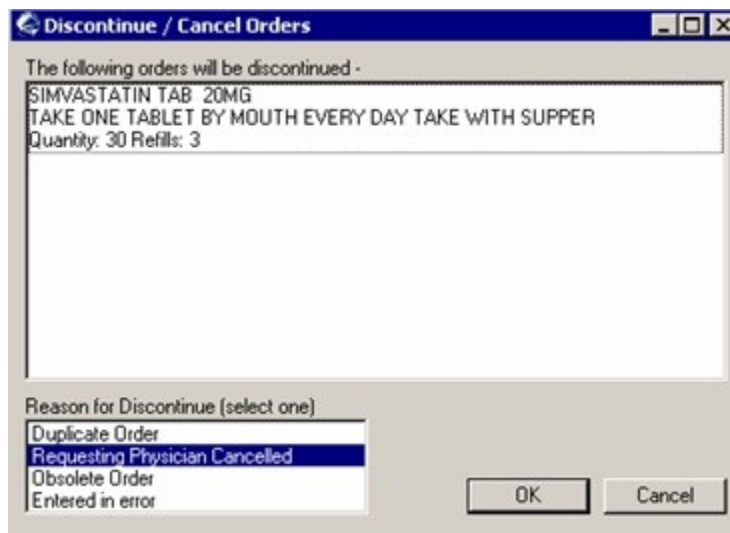 Discontinue / Cancel Orders
The following orders will be discontinued -
SIMVASTATIN TAB  20MG
TAKE ONE TABLET BY MOUTH EVERY DAY TAKE WITH SUPPER
Quantity: 30 Refills: 3
Reason for Discontinue (select one)
Duplicate Order
Requesting Physician Cancelled
Obsolete Order
Entered in error
OK
Cancel